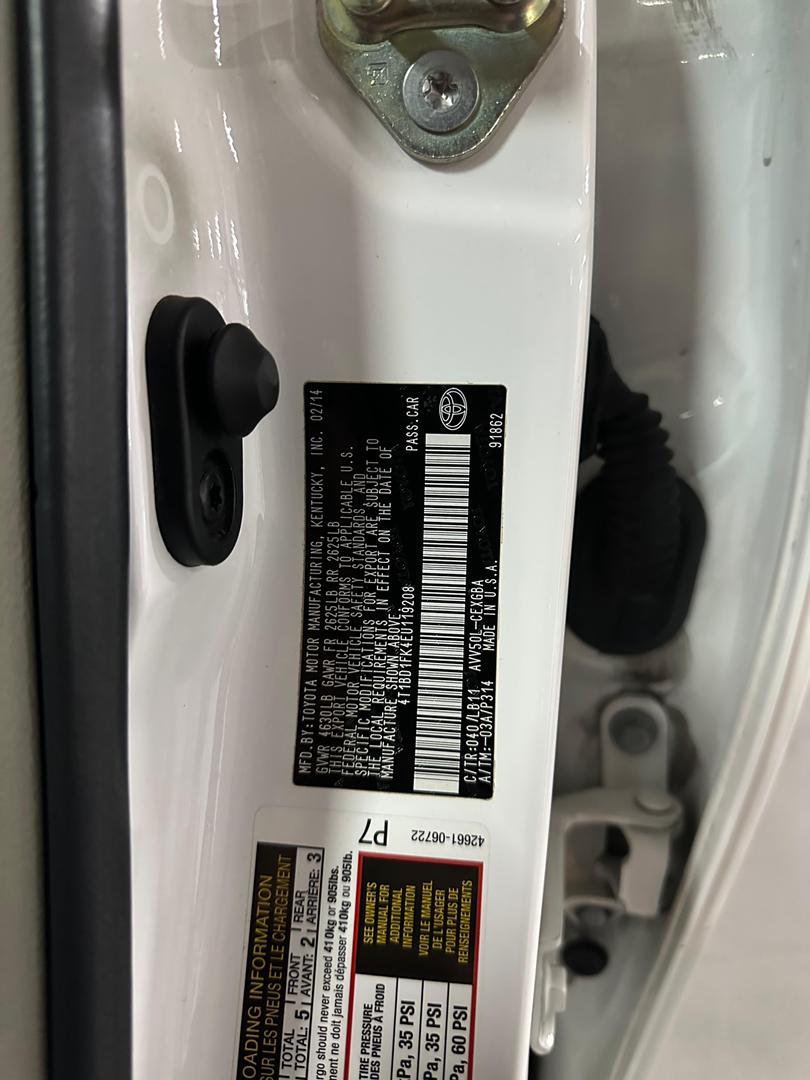 MFD.BY:TOYOTA MOTOR MANUFACTURING, KENTUCKY, INC. 02/14
GVWR 4630LB GAWR FR 2625LB RR 2625LB
THIS EXPORT VEHICLE CONFORMS TO APPLICABLE U.S.
FEDERAL MOTOR VEHICLE SAFETY STANDARDS, AND
SPECIFIC MODIFICATIONS FOR EXPORT ARE SUBJECT TO
THE LOCAL REQUIREMENTS IN EFFECT ON THE DATE OF
MANUFACTURE SHOWN ABOVE.
4T1BD1FK4EU119208 PASS.CAR
C/TR:040/LB11 AVV50L-CEXGBA
A/TM:-03A/P314 MADE IN U.S.A. 91862
OADING INFORMATION
SUR LES PNEUS ET LE CHARGEMENT
TOTAL FRONT REAR
TOTAL: 5 AVANT: 2 ARRIÈRE: 3
rgo should never exceed 410kg or 905lbs.
ment ne doit jamais dépasser 410kg ou 905lb.
TIRE PRESSURE
DES PNEUS À FROID
Pa, 35 PSI
Pa, 35 PSI
Pa, 60 PSI
SEE OWNER'S
MANUAL FOR
ADDITIONAL
INFORMATION
VOIR LE MANUEL
DE L'USAGER
POUR PLUS DE
RENSEIGNEMENTS
P7
42661-06722